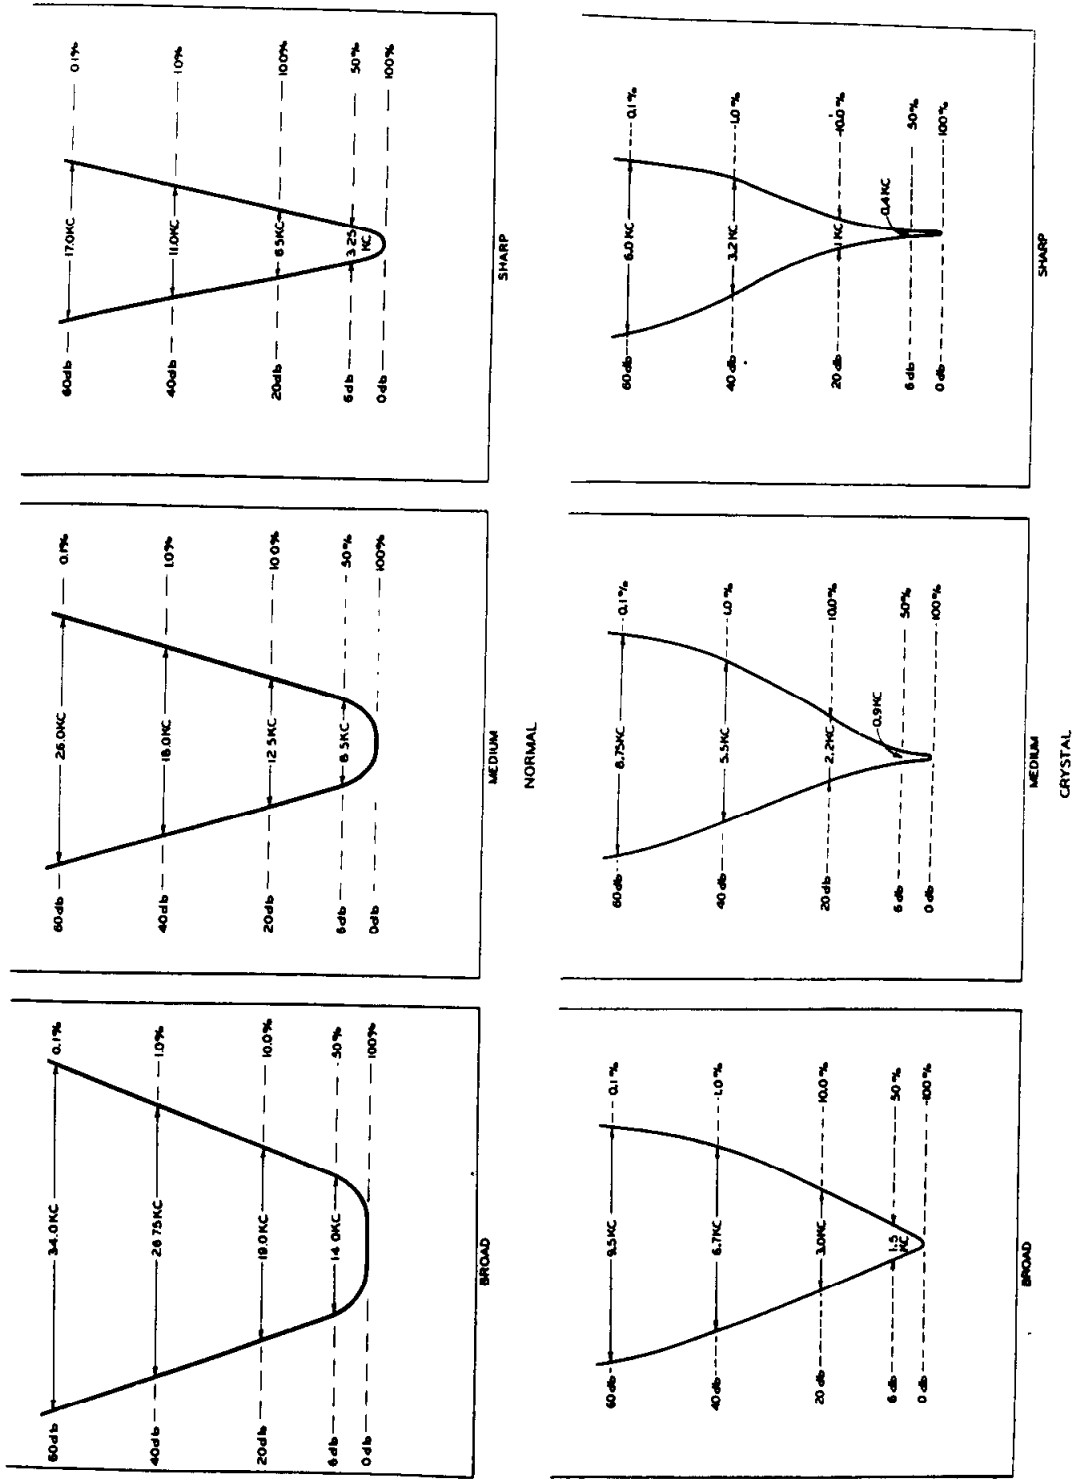 60db 34.0KC 0.1%
40db 26.75KC 1.0%
20db 19.0KC 10.0%
6db 14.0KC 50%
0db 100%
BROAD
60db 26.0KC 0.1%
40db 18.0KC 1.0%
20db 12.5KC 10.0%
6db 8.5KC 50%
0db 100%
MEDIUM
60db 17.0KC 0.1%
40db 11.0KC 1.0%
20db 6.5KC 10.0%
6db 3.25 50%
KC
0db 100%
SHARP
NORMAL
60db 9.5KC 0.1%
40db 6.7KC 1.0%
20db 3.0KC 10.0%
6db 1.5 50%
KC
0db 100%
BROAD
60db 8.75KC 0.1%
40db 5.5KC 1.0%
20db 2.2KC 10.0%
0.9KC
6db 50%
0db 100%
MEDIUM
60db 6.0KC 0.1%
40db 3.2KC 1.0%
20db 1KC 10.0%
0.4KC
6db 50%
0db 100%
SHARP
CRYSTAL